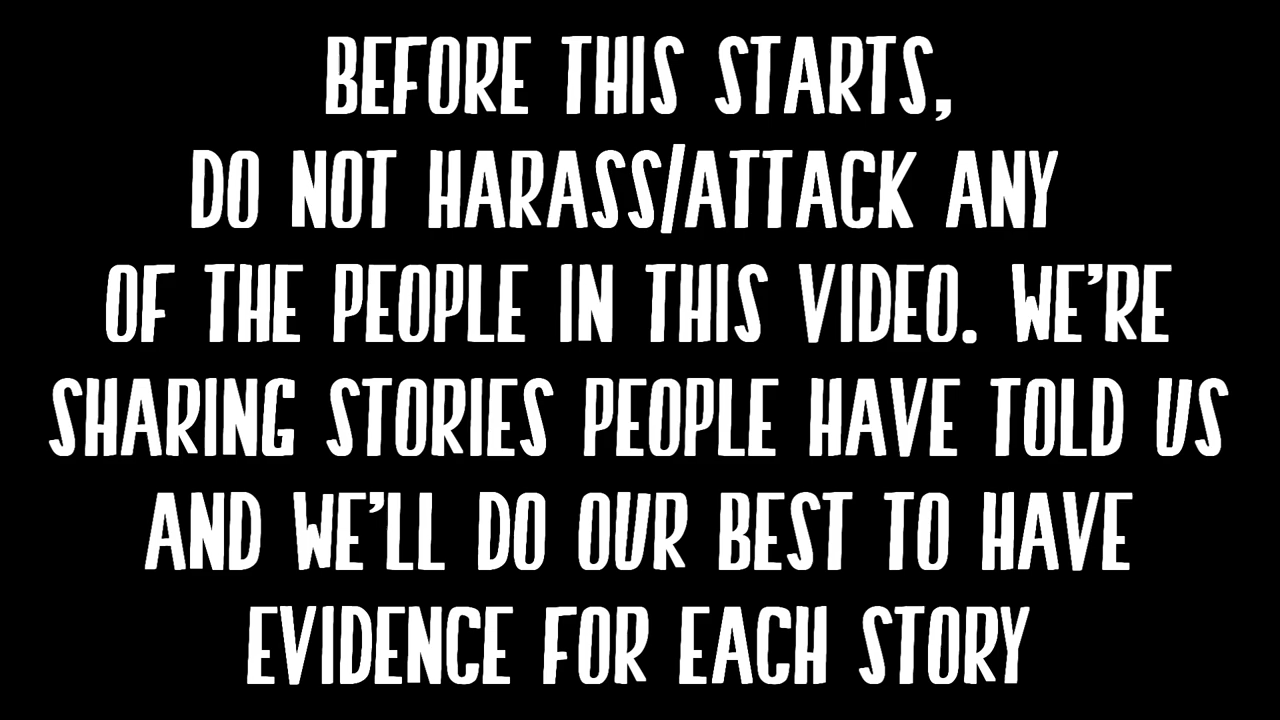 BEFORE THIS STARTS,
DO NOT HARASS/ATTACK ANY
OF THE PEOPLE IN THIS VIDEO. WE'RE
SHARING STORIES PEOPLE HAVE TOLD US
AND WE'LL DO OUR BEST TO HAVE
EVIDENCE FOR EACH STORY